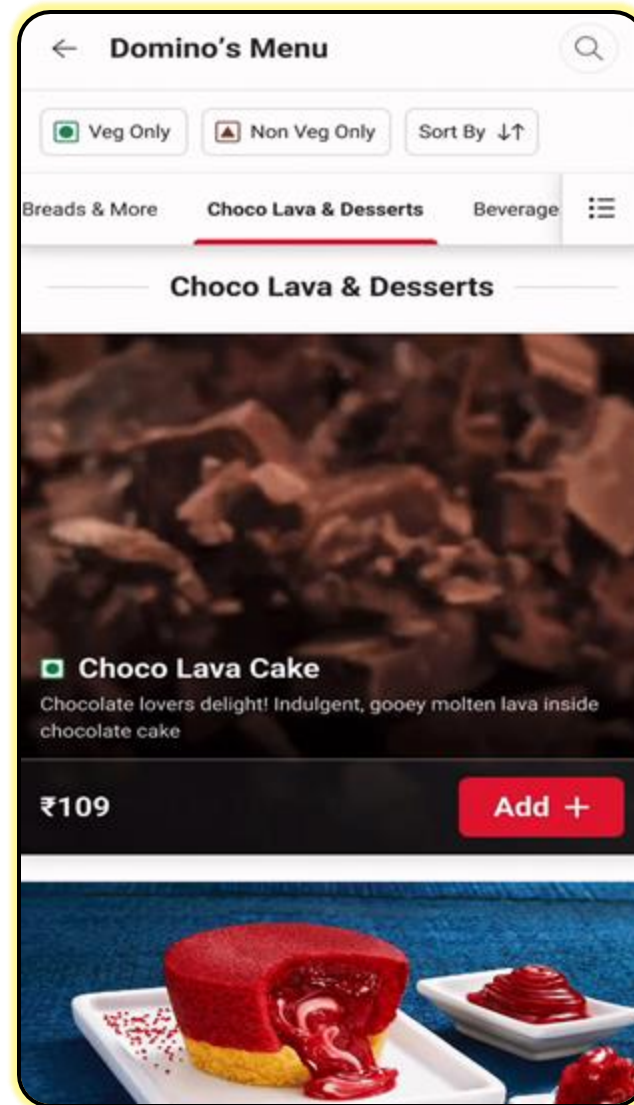 ← Domino’s Menu
Veg Only Non Veg Only Sort By ↓↑
Breads & More Choco Lava & Desserts Beverage
Choco Lava & Desserts
Choco Lava Cake
Chocolate lovers delight! Indulgent, gooey molten lava inside
chocolate cake
₹109 Add +